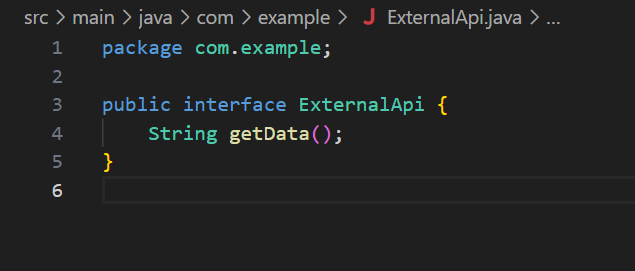 src > main > java > com > example > J ExternalApi.java > ...
1 package com.example;
2
3 public interface ExternalApi {
4     String getData();
5 }
6